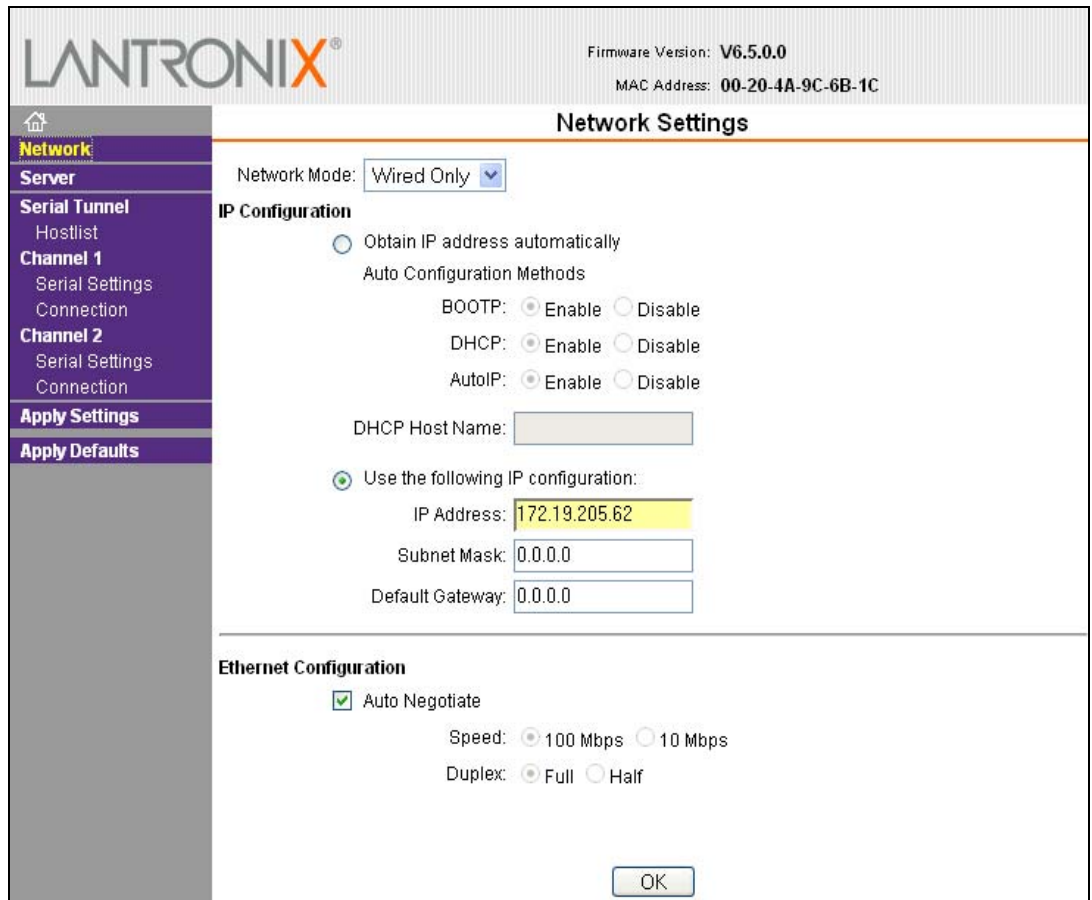 LANTRONIX®
Firmware Version: V6.5.0.0
MAC Address: 00-20-4A-9C-6B-1C
Network Settings
Network
Server
Serial Tunnel
Hostlist
Channel 1
Serial Settings
Connection
Channel 2
Serial Settings
Connection
Apply Settings
Apply Defaults
Network Mode: Wired Only
IP Configuration
Obtain IP address automatically
Auto Configuration Methods
BOOTP: Enable Disable
DHCP: Enable Disable
AutoIP: Enable Disable
DHCP Host Name:
Use the following IP configuration:
IP Address: 172.19.205.62
Subnet Mask: 0.0.0.0
Default Gateway: 0.0.0.0
Ethernet Configuration
Auto Negotiate
Speed: 100 Mbps 10 Mbps
Duplex: Full Half
OK